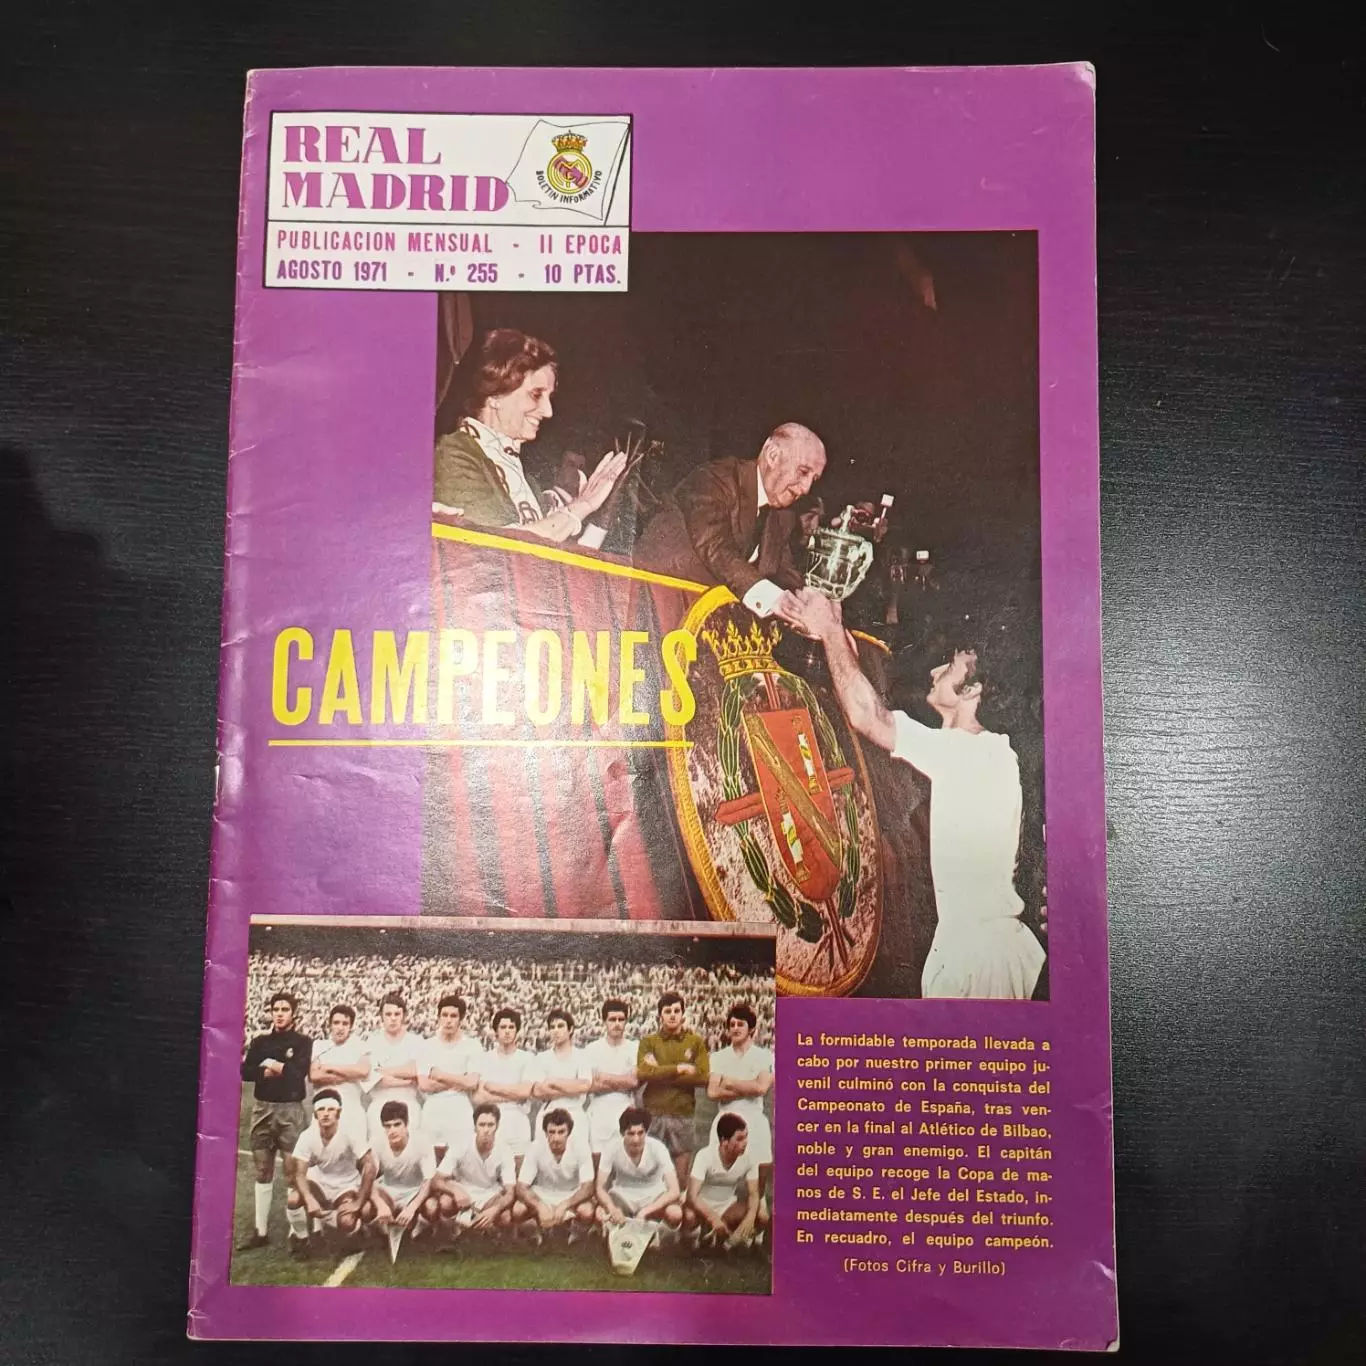 REAL
MADRID
BOLETIN INFORMATIVO
PUBLICACION MENSUAL - II EPOCA
AGOSTO 1971 - N.º 255 - 10 PTAS.
CAMPEONES
La formidable temporada llevada a
cabo por nuestro primer equipo ju-
venil culminó con la conquista del
Campeonato de España, tras ven-
cer en la final al Atlético de Bilbao,
noble y gran enemigo. El capitán
del equipo recoge la Copa de ma-
nos de S. E. el Jefe del Estado, in-
mediatamente después del triunfo.
En recuadro, el equipo campeón.
(Fotos Cifra y Burillo)